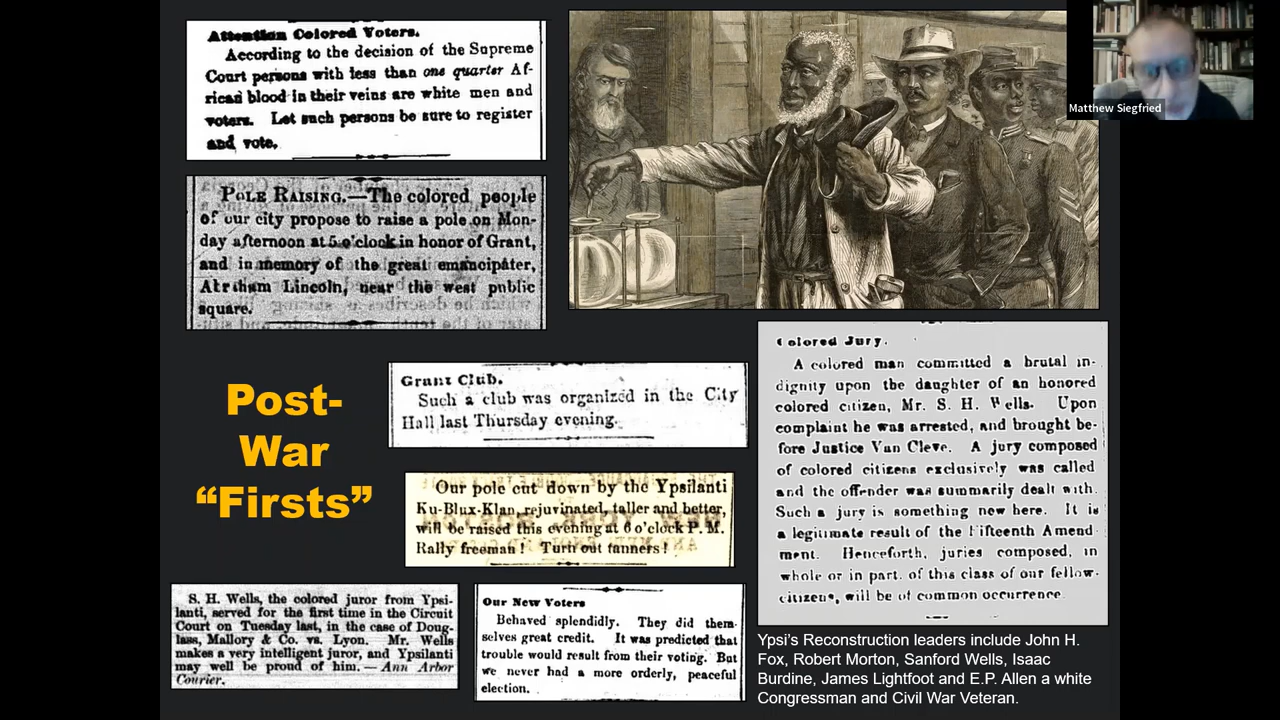 Attention Colored Voters.
According to the decision of the Supreme
Court persons with less than one quarter Af-
rican blood in their veins are white men and
voters. Let such persons be sure to register
and vote.
POLE RAISING.—The colored people
of our city propose to raise a pole on Mon-
day afternoon at 5 o'clock in honor of Grant,
and in memory of the great emancipater,
Abraham Lincoln, near the west public
square.
Post-
War
“Firsts”
Grant Club.
Such a club was organized in the City
Hall last Thursday evening.
Our pole cut down by the Ypsilanti
Ku-Blux-Klan, rejuvinated, taller and better,
will be raised this evening at 6 o'clock P. M.
Rally freeman! Turn out tanners!
S. H. Wells, the colored juror from Ypsi-
lanti, served for the first time in the Circuit
Court on Tuesday last, in the case of Doug-
lass, Mallory & Co. vs. Lyon. Mr. Wells
makes a very intelligent juror, and Ypsilanti
may well be proud of him.—Ann Arbor
Courier.
Our New Voters
Behaved splendidly. They did them-
selves great credit. It was predicted that
trouble would result from their voting. But
we never had a more orderly, peaceful
election.
Matthew Siegfried
Colored Jury.
A colored man committed a brutal in-
dignity upon the daughter of an honored
colored citizen, Mr. S. H. Wells. Upon
complaint he was arrested, and brought be-
fore Justice Van Cleve. A jury composed
of colored citizens exclusively was called
and the offender was summarily dealt with.
Such a jury is something new here. It is
a legitimate result of the Fifteenth Amend-
ment. Henceforth, juries composed, in
whole or in part, of this class of our fellow-
citizens, will be of common occurrence.
Ypsi’s Reconstruction leaders include John H.
Fox, Robert Morton, Sanford Wells, Isaac
Burdine, James Lightfoot and E.P. Allen a white
Congressman and Civil War Veteran.